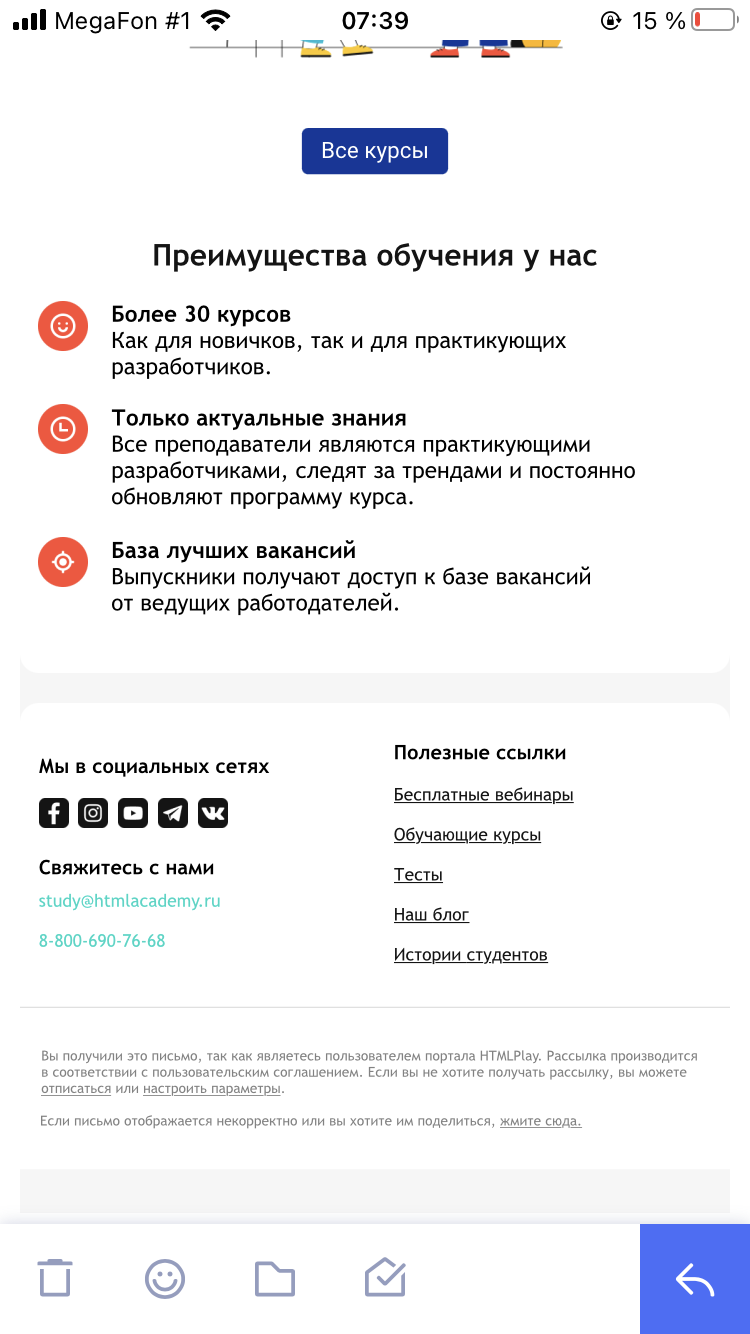 MegaFon #1 07:39 15 %
Все курсы
Преимущества обучения у нас
Более 30 курсов
Как для новичков, так и для практикующих
разработчиков.
Только актуальные знания
Все преподаватели являются практикующими
разработчиками, следят за трендами и постоянно
обновляют программу курса.
База лучших вакансий
Выпускники получают доступ к базе вакансий
от ведущих работодателей.
Мы в социальных сетях
Свяжитесь с нами
study@htmlacademy.ru
8-800-690-76-68
Полезные ссылки
Бесплатные вебинары
Обучающие курсы
Тесты
Наш блог
Истории студентов
Вы получили это письмо, так как являетесь пользователем портала HTMLPlay. Рассылка производится
в соответствии с пользовательским соглашением. Если вы не хотите получать рассылку, вы можете
отписаться или настроить параметры.
Если письмо отображается некорректно или вы хотите им поделиться, жмите сюда.